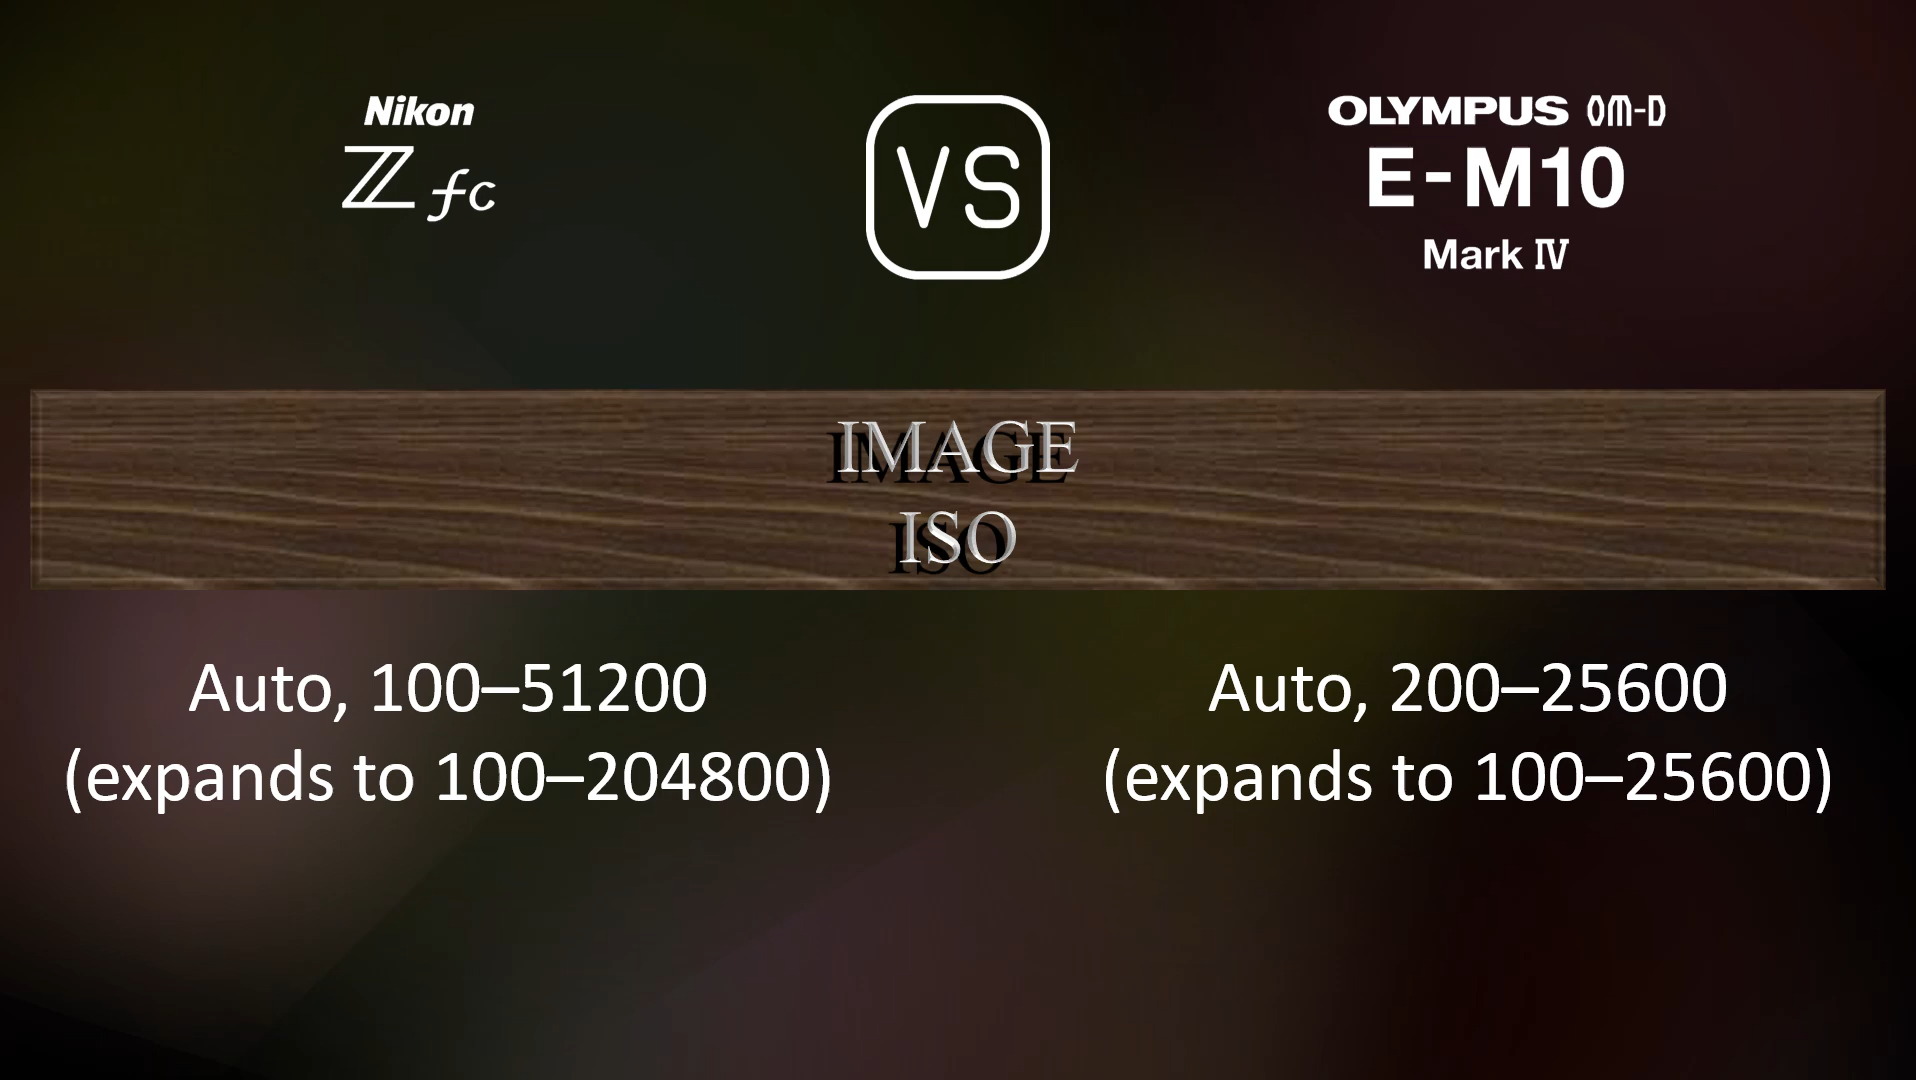 Nikon
Z fc
VS
OLYMPUS OM-D
E-M10
Mark IV
IMAGE
ISO
Auto, 100–51200
(expands to 100–204800)
Auto, 200–25600
(expands to 100–25600)